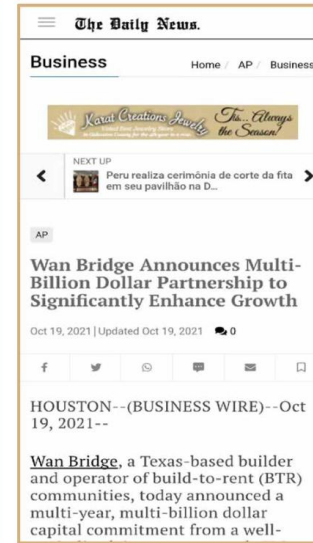 The Daily News.
Business
Home / AP / Business
Karat Creations Jewelry
Tis... Always
the Season!
NEXT UP
Peru realiza cerimônia de corte da fita
em seu pavilhão na D...
AP
Wan Bridge Announces Multi-
Billion Dollar Partnership to
Significantly Enhance Growth
Oct 19, 2021 | Updated Oct 19, 2021 0
HOUSTON--(BUSINESS WIRE)--Oct
19, 2021--
Wan Bridge, a Texas-based builder
and operator of build-to-rent (BTR)
communities, today announced a
multi-year, multi-billion dollar
capital commitment from a well-